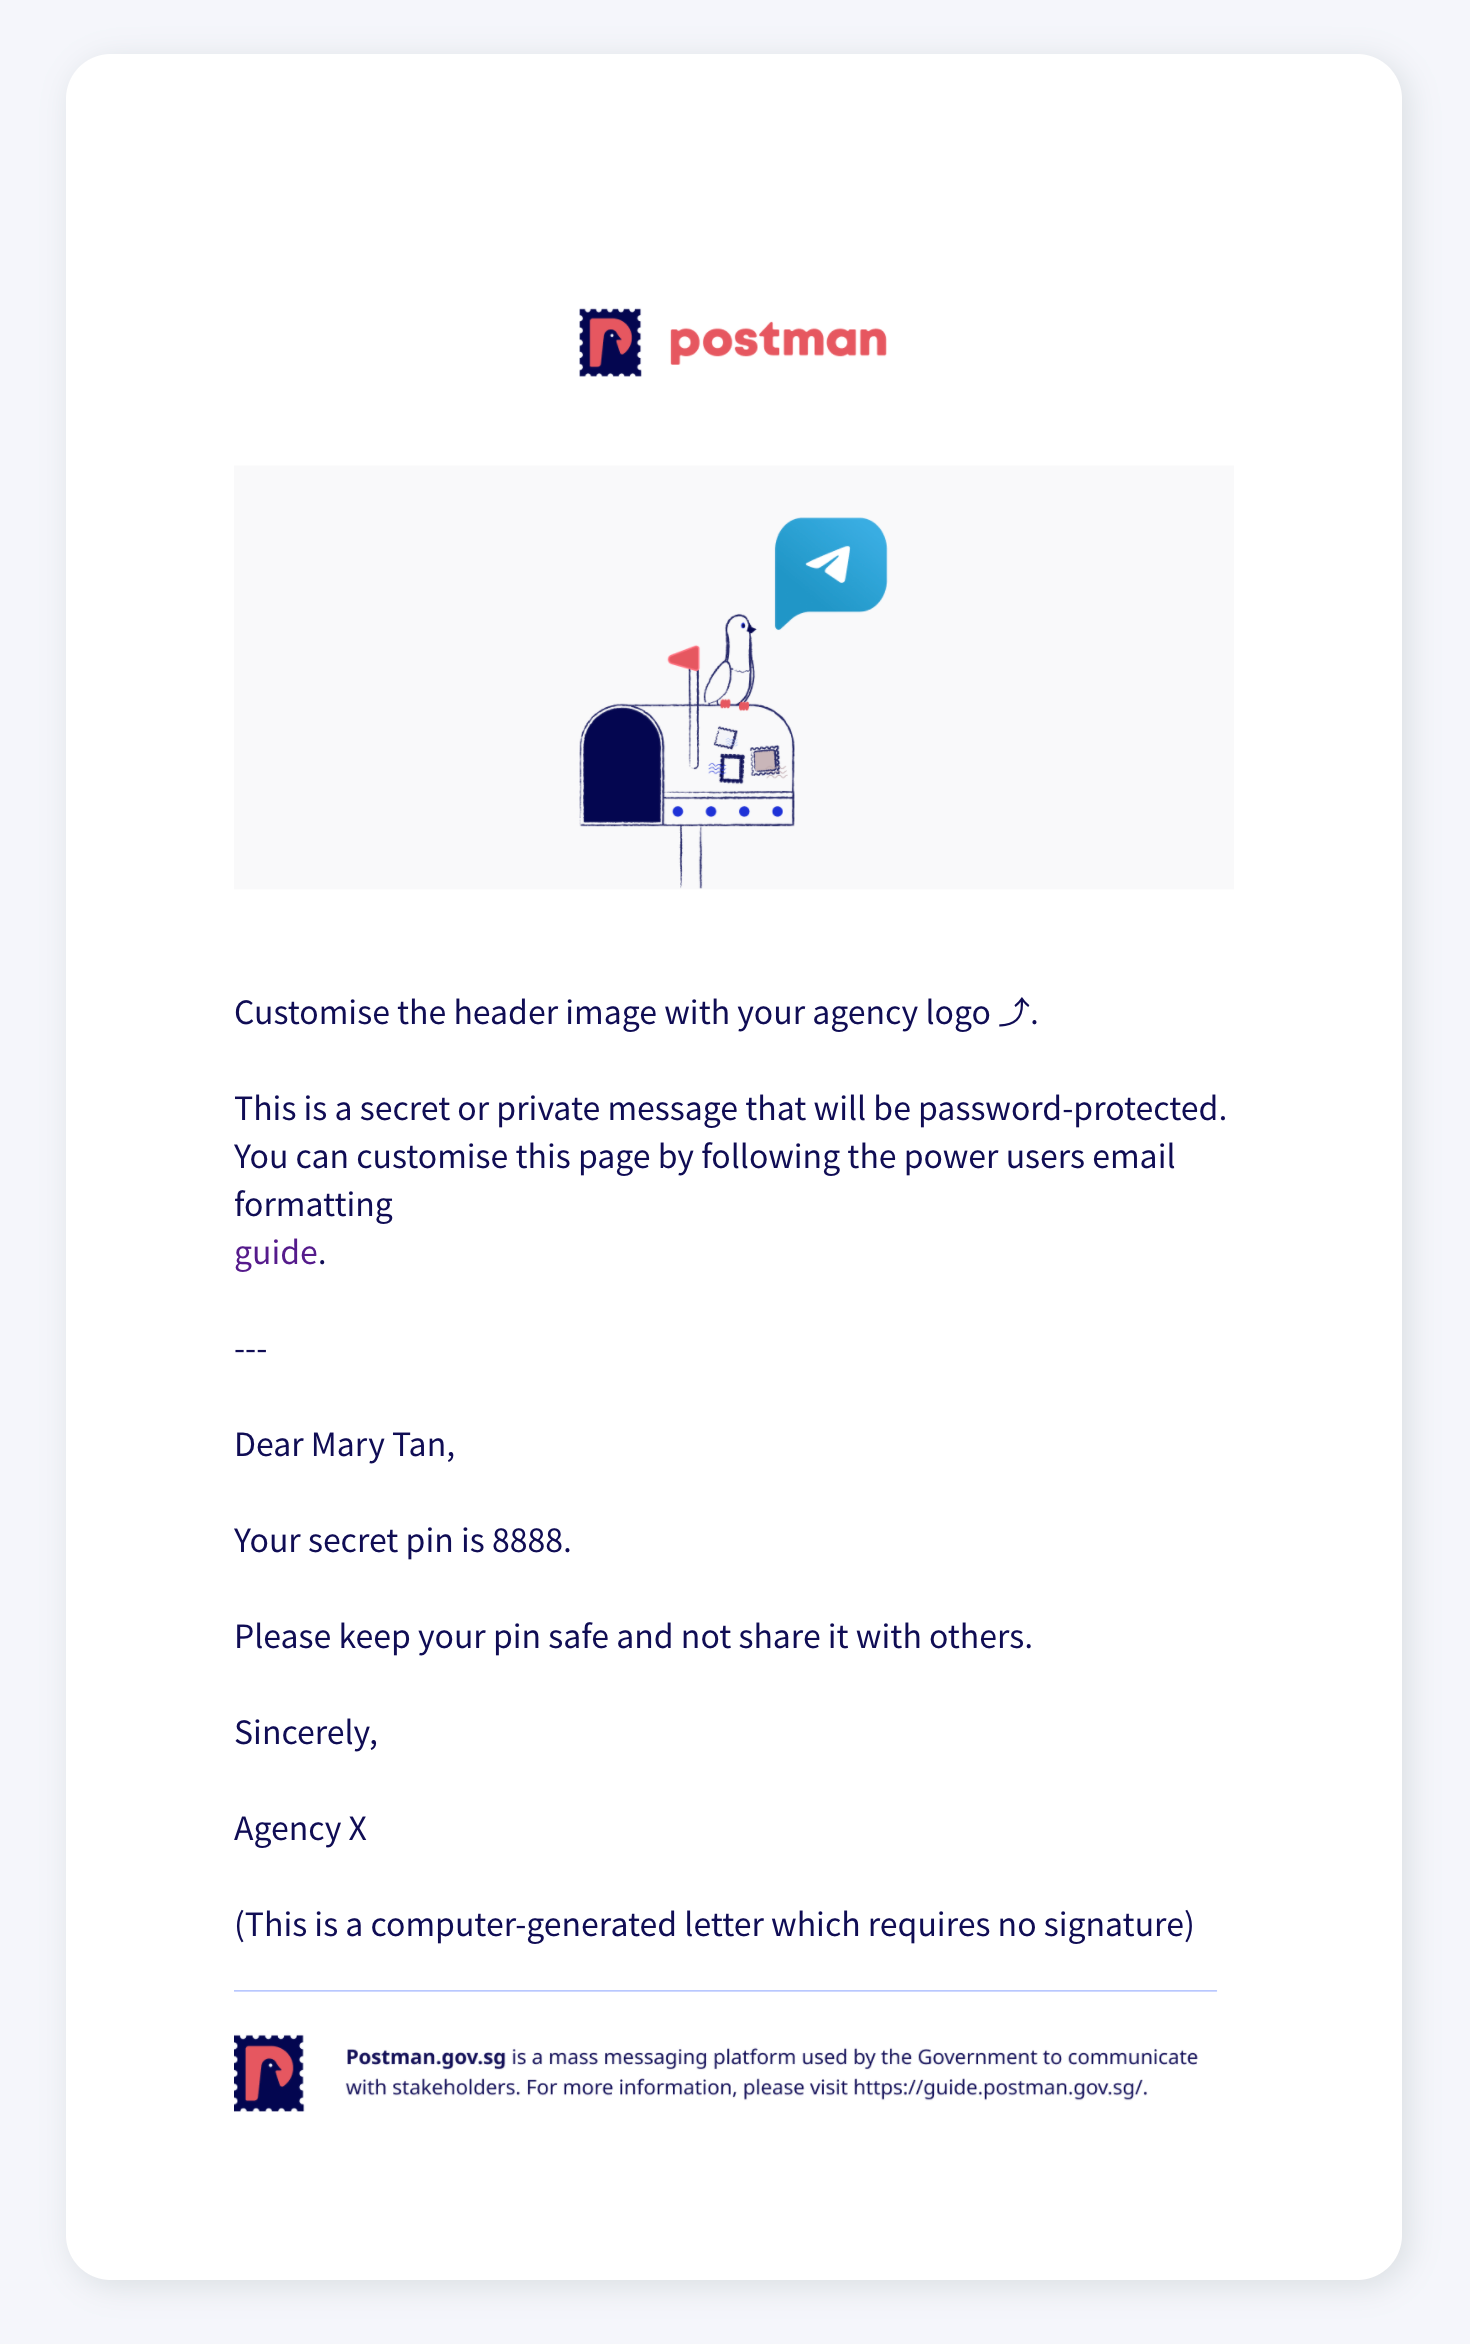 postman
Customise the header image with your agency logo ⤴.
This is a secret or private message that will be password-protected.
You can customise this page by following the power users email
formatting
guide.
---
Dear Mary Tan,
Your secret pin is 8888.
Please keep your pin safe and not share it with others.
Sincerely,
Agency X
(This is a computer-generated letter which requires no signature)
Postman.gov.sg is a mass messaging platform used by the Government to communicate
with stakeholders. For more information, please visit https://guide.postman.gov.sg/.